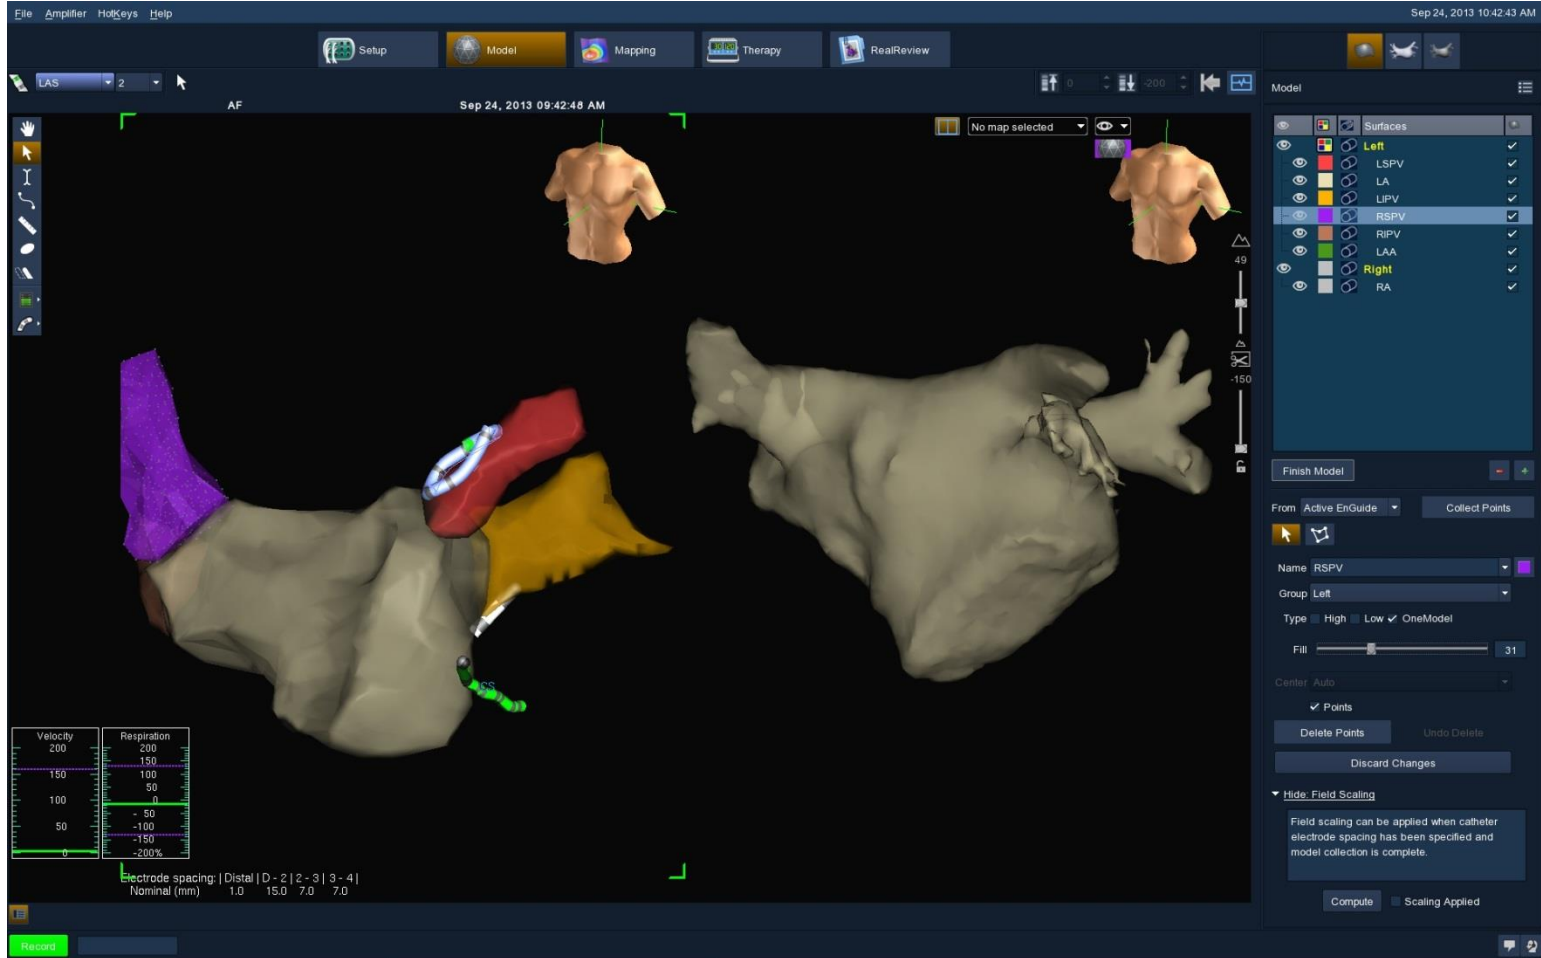 File Amplifier HotKeys Help
Sep 24, 2013 10:42:43 AM
Setup
Model
Mapping
Therapy
RealReview
LAS
2
0
-200
Model
AF
Sep 24, 2013 09:42:48 AM
No map selected
Surfaces
Left
LSPV
LA
LIPV
RSPV
RIPV
LAA
Right
RA
49
-150
Finish Model
From Active EnGuide
Collect Points
Name RSPV
Group Left
Type High Low OneModel
Fill 31
Center Auto
Points
Delete Points
Undo Delete
Discard Changes
Hide: Field Scaling
Field scaling can be applied when catheter
electrode spacing has been specified and
model collection is complete.
Compute
Scaling Applied
CS
Velocity
200
150
100
50
0
Respiration
200
150
100
50
0
- 50
-100
-150
-200%
Electrode spacing: | Distal | D - 2 | 2 - 3 | 3 - 4 |
Nominal (mm) 1.0 15.0 7.0 7.0
Record